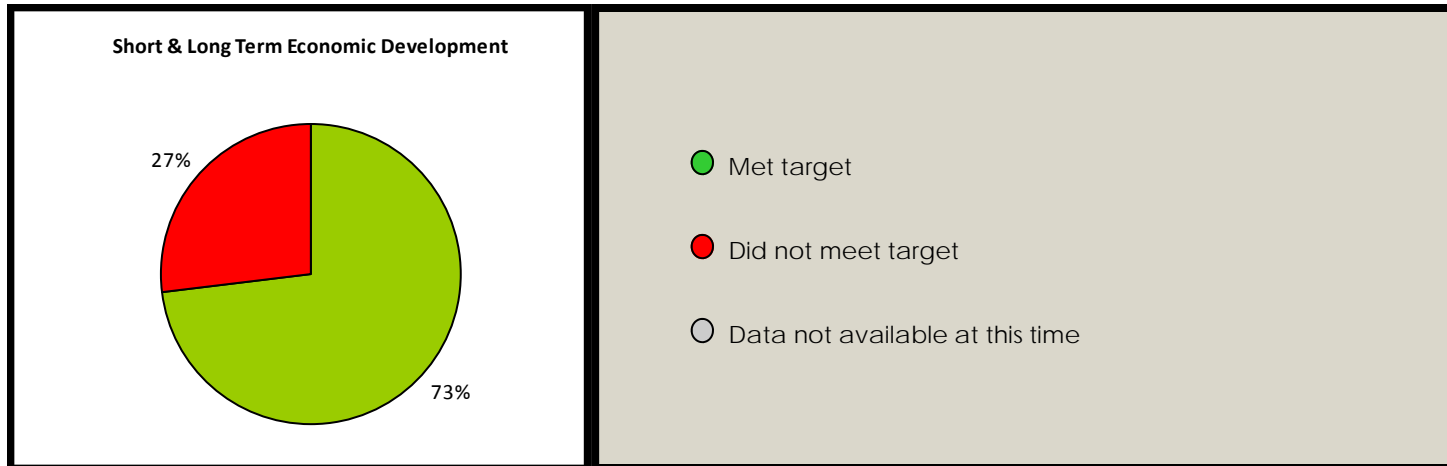 Short & Long Term Economic Development
27%
73%
Met target
Did not meet target
Data not available at this time